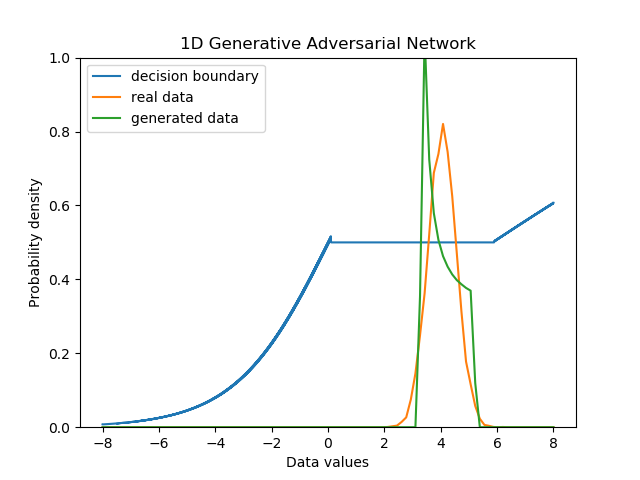 1D Generative Adversarial Network
decision boundary
real data
generated data
1.0
0.8
0.6
0.4
0.2
0.0
Probability density
−8
−6
−4
−2
0
2
4
6
8
Data values